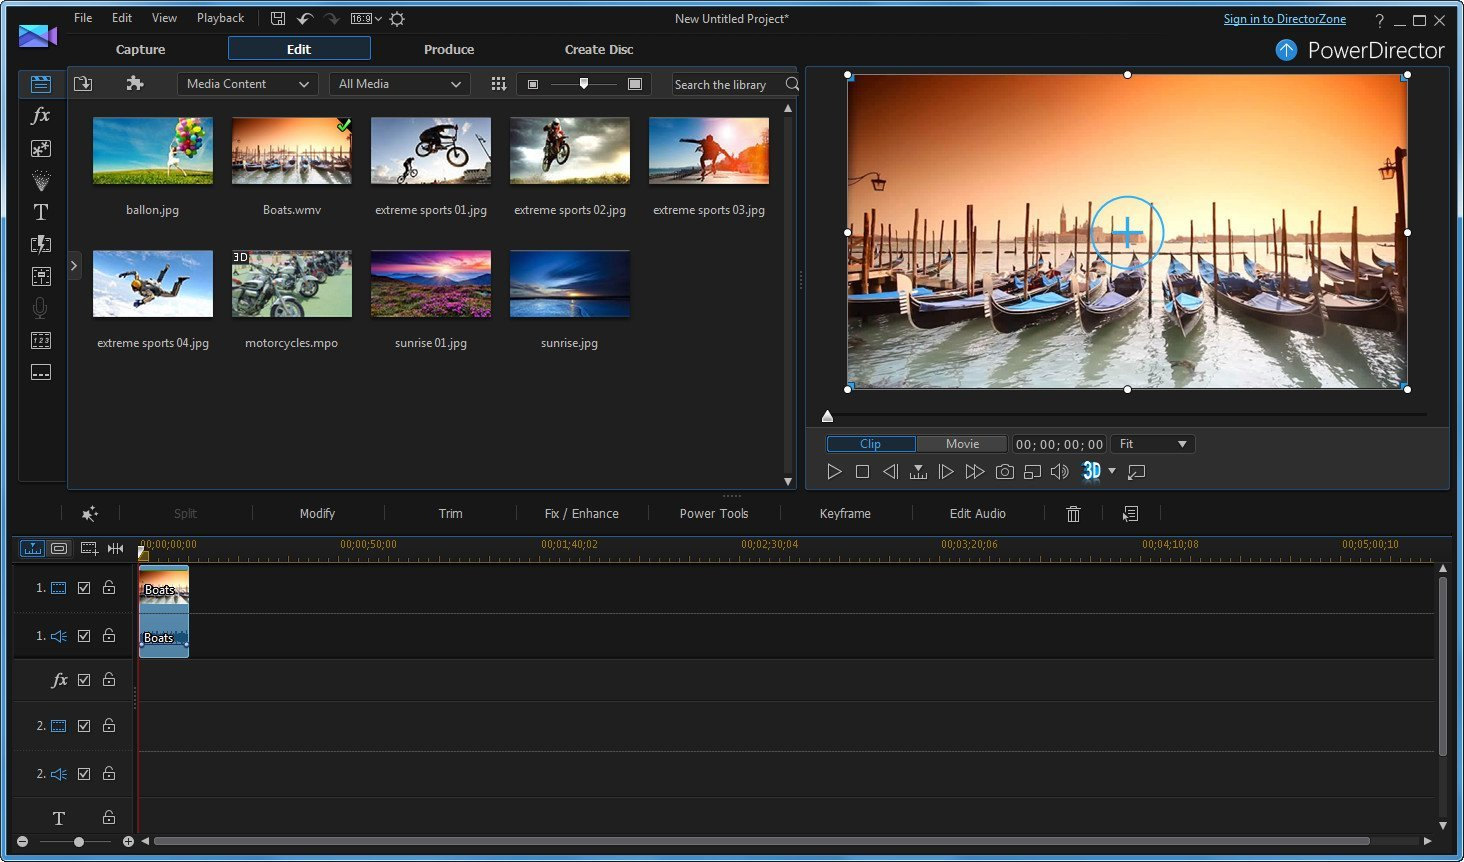 File Edit View Playback 16:9 New Untitled Project* Sign in to DirectorZone ?
Capture Edit Produce Create Disc PowerDirector
Media Content All Media Search the library
ballon.jpg Boats.wmv extreme sports 01.jpg extreme sports 02.jpg extreme sports 03.jpg
3D
extreme sports 04.jpg motorcycles.mpo sunrise 01.jpg sunrise.jpg
fx
T
123
Clip Movie 00; 00; 00; 00 Fit
3D
Split Modify Trim Fix / Enhance Power Tools Keyframe Edit Audio
00;00;00;00 00;00;50;00 00;01;40;02 00;02;30;04 00;03;20;06 00;04;10;08 00;05;00;10
1. Boats
1. Boats
fx
2.
2.
T